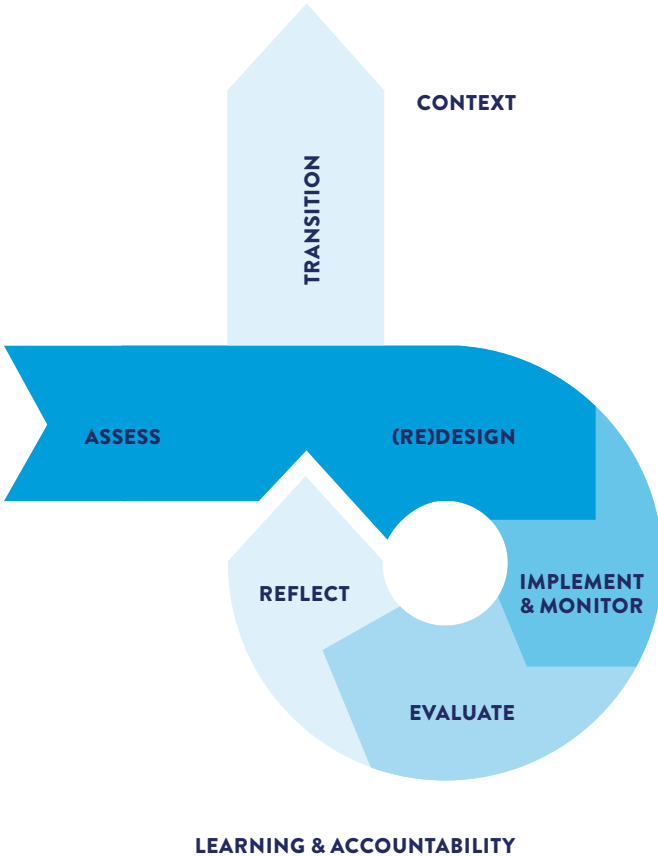 CONTEXT
TRANSITION
ASSESS
(RE)DESIGN
REFLECT
IMPLEMENT
& MONITOR
EVALUATE
LEARNING & ACCOUNTABILITY